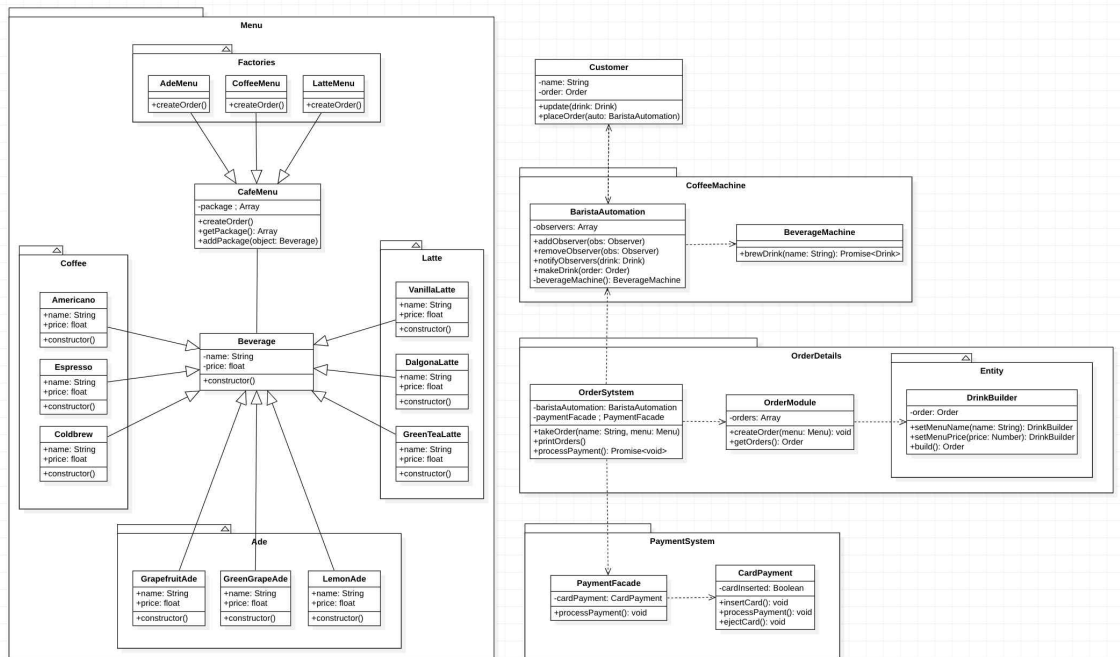 Menu
Factories
AdeMenu
+createOrder()
CoffeeMenu
+createOrder()
LatteMenu
+createOrder()
CafeMenu
-package ; Array
+createOrder()
+getPackage(): Array
+addPackage(object: Beverage)
Coffee
Americano
+name: String
+price: float
+constructor()
Espresso
+name: String
+price: float
+constructor()
Coldbrew
+name: String
+price: float
+constructor()
Beverage
-name: String
-price: float
+constructor()
Latte
VanillaLatte
+name: String
+price: float
+constructor()
DalgonaLatte
+name: String
+price: float
+constructor()
GreenTeaLatte
+name: String
+price: float
+constructor()
Ade
GrapefruitAde
+name: String
+price: float
+constructor()
GreenGrapeAde
+name: String
+price: float
+constructor()
LemonAde
+name: String
+price: float
+constructor()
Customer
-name: String
-order: Order
+update(drink: Drink)
+placeOrder(auto: BaristaAutomation)
CoffeeMachine
BaristaAutomation
-observers: Array
+addObserver(obs: Observer)
+removeObserver(obs: Observer)
+notifyObservers(drink: Drink)
+makeDrink(order: Order)
-beverageMachine(): BeverageMachine
BeverageMachine
+brewDrink(name: String): Promise<Drink>
OrderDetails
OrderSytstem
-baristaAutomation: BaristaAutomation
-paymentFacade ; PaymentFacade
+takeOrder(name: String, menu: Menu)
+printOrders()
+processPayment(): Promise<void>
OrderModule
-orders: Array
+createOrder(menu: Menu): void
+getOrders(): Order
Entity
DrinkBuilder
-order: Order
+setMenuName(name: String): DrinkBuilder
+setMenuPrice(price: Number): DrinkBuilder
+build(): Order
PaymentSystem
PaymentFacade
-cardPayment: CardPayment
+processPayment(): void
CardPayment
-cardInserted: Boolean
+insertCard(): void
+processPayment(): void
+ejectCard(): void